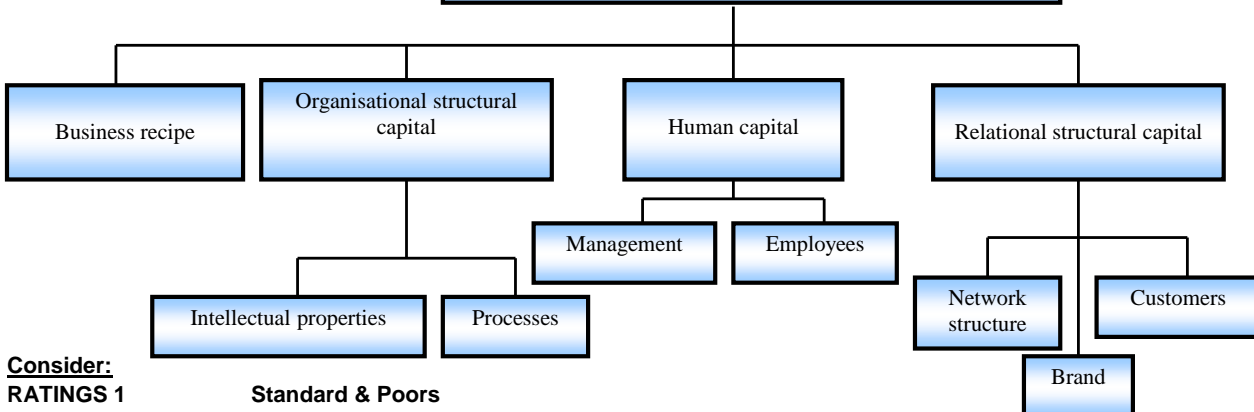 Business recipe
Organisational structural
capital
Human capital
Relational structural capital
Management
Employees
Intellectual properties
Processes
Network
structure
Customers
Brand
Consider:
RATINGS 1 Standard & Poors